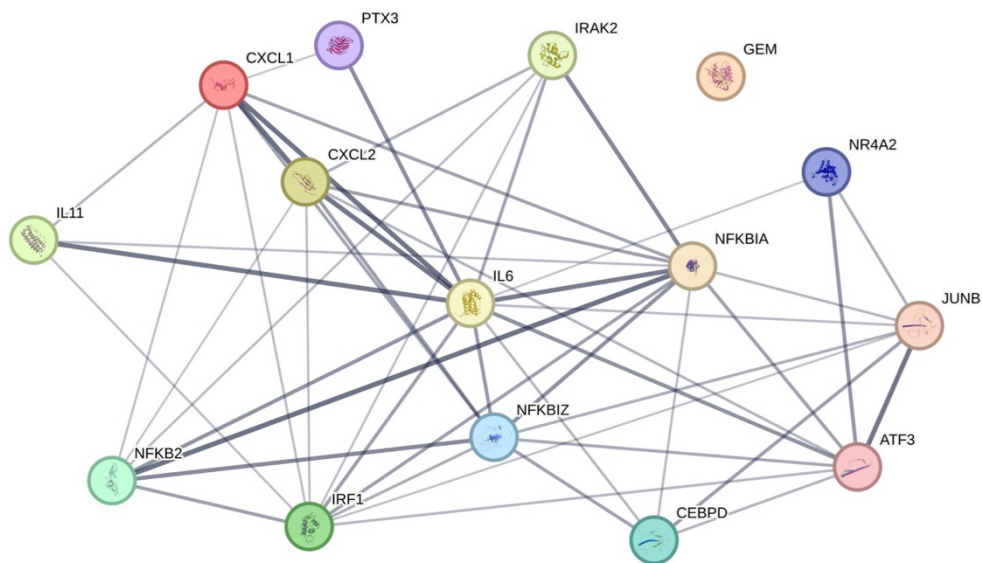 PTX3
IRAK2
GEM
CXCL1
NR4A2
CXCL2
IL11
NFKBIA
IL6
JUNB
NFKBIZ
NFKB2
ATF3
IRF1
CEBPD